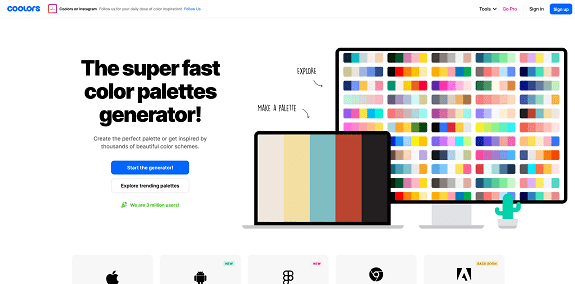 coolors
Coolors on Instagram Follow us for your daily dose of color inspiration! Follow Us
Tools
Go Pro
Sign in
Sign up
The super fast
color palettes
generator!
Create the perfect palette or get inspired by
thousands of beautiful color schemes.
Start the generator!
Explore trending palettes
We are 3 million users!
EXPLORE
MAKE A PALETTE
NEW
NEW
BACK SOON